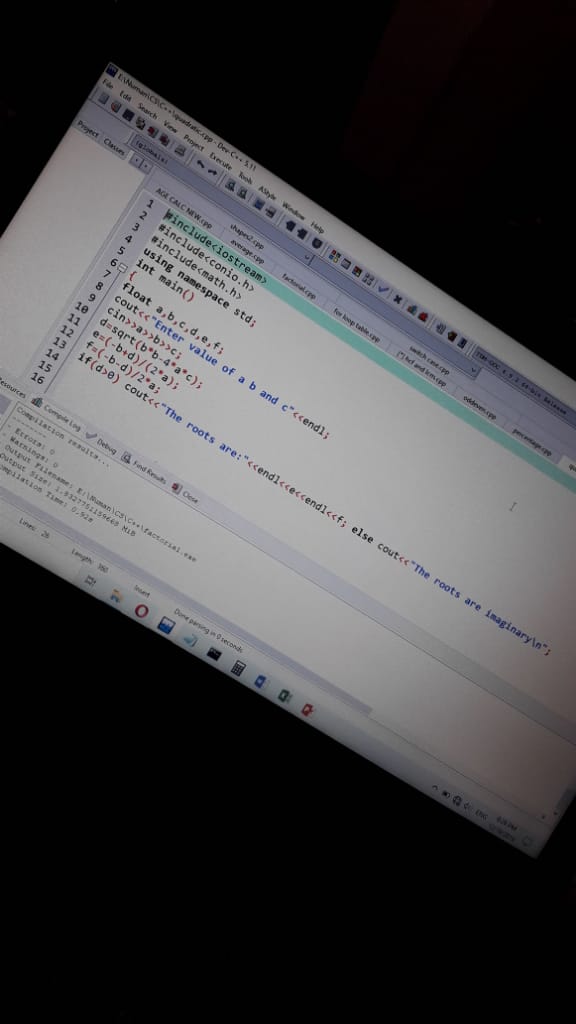 E:\Numan\CS\C++\quadratic.cpp - Dev-C++ 5.11
File Edit Search View Project Execute Tools AStyle Window Help
TDM-GCC 4.9.2 64-bit Release
(globals)
Project Classes
AGE CALC NEW.cpp shapes2.cpp average.cpp factorial.cpp for loop table.cpp switch case.cpp [*] hcf and lcm.cpp oddeven.cpp percentage.cpp
1 #include<iostream>
2 #include<conio.h>
3 #include<math.h>
4 using namespace std;
5 int main()
6 {
7 float a,b,c,d,e,f;
8 cout<<"Enter value of a b and c"<<endl;
9 cin>>a>>b>>c;
10 d=sqrt(b*b-4*a*c);
11 e=(-b+d)/(2*a);
12 f=(-b-d)/2*a;
13 if(d>0) cout<<"The roots are:"<<endl<<e<<endl<<f; else cout<<"The roots are imaginary\n";
14
15
16
Compile Log Debug Find Results Close
Compilation results...
--------
- Errors: 0
- Warnings: 0
- Output Filename: E:\Numan\CS\C++\factorial.exe
Output Size: MiB
Compilation Time: 0.92s
Lines: 26 Length: Insert Done parsing in 0 seconds
ENG